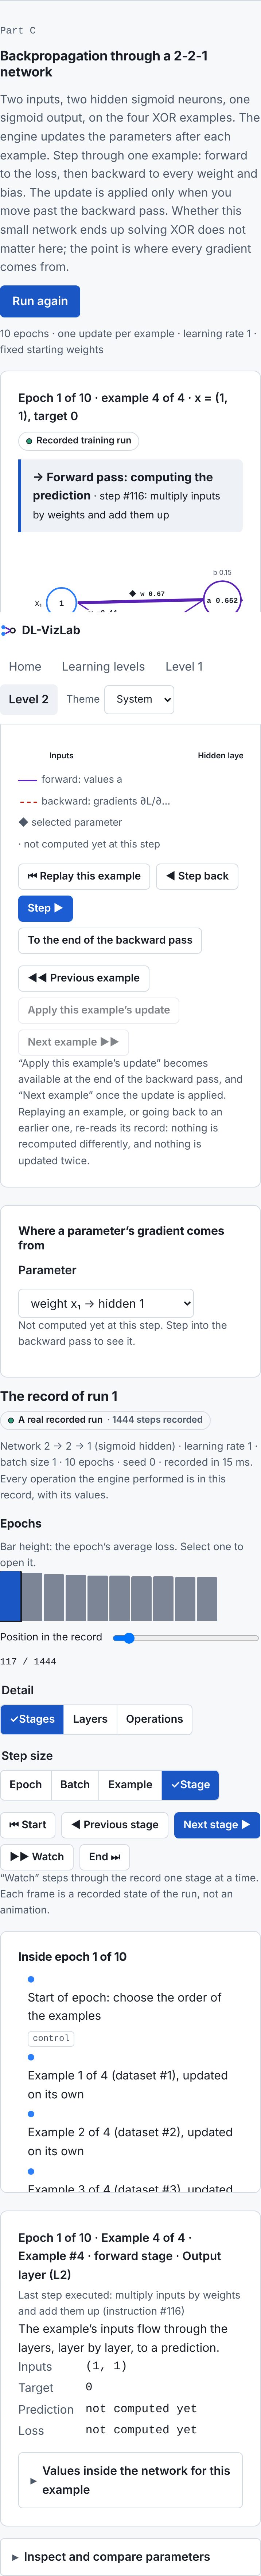 Part C
Backpropagation through a 2-2-1
network
Two inputs, two hidden sigmoid neurons, one
sigmoid output, on the four XOR examples. The
engine updates the parameters after each
example. Step through one example: forward
to the loss, then backward to every weight and
bias. The update is applied only when you
move past the backward pass. Whether this
small network ends up solving XOR does not
matter here; the point is where every gradient
comes from.
Run again
10 epochs · one update per example · learning rate 1 ·
fixed starting weights
Epoch 1 of 10 · example 4 of 4 · x = (1,
1), target 0
Recorded training run
→ Forward pass: computing the
prediction · step #116: multiply inputs
by weights and add them up
b 0.15
◆ w 0.67
x₁
1
a 0.652
DL-VizLab
Home
Learning levels
Level 1
Level 2
Theme
System
Inputs
Hidden laye
forward: values a
backward: gradients ∂L/∂…
◆ selected parameter
· not computed yet at this step
⏮ Replay this example
◀ Step back
Step ▶
To the end of the backward pass
◀◀ Previous example
Apply this example’s update
Next example ▶▶
“Apply this example’s update” becomes
available at the end of the backward pass, and
“Next example” once the update is applied.
Replaying an example, or going back to an
earlier one, re-reads its record: nothing is
recomputed differently, and nothing is
updated twice.
Where a parameter’s gradient comes
from
Parameter
weight x₁ → hidden 1
Not computed yet at this step. Step into the
backward pass to see it.
The record of run 1
A real recorded run · 1444 steps recorded
Network 2 → 2 → 1 (sigmoid hidden) · learning rate 1 ·
batch size 1 · 10 epochs · seed 0 · recorded in 15 ms.
Every operation the engine performed is in this
record, with its values.
Epochs
Bar height: the epoch’s average loss. Select one to
open it.
Position in the record
117 / 1444
Detail
✓Stages
Layers
Operations
Step size
Epoch
Batch
Example
✓Stage
⏮ Start
◀ Previous stage
Next stage ▶
▶▶ Watch
End ⏭
“Watch” steps through the record one stage at a time.
Each frame is a recorded state of the run, not an
animation.
Inside epoch 1 of 10
Start of epoch: choose the order of
the examples
control
Example 1 of 4 (dataset #1), updated
on its own
Example 2 of 4 (dataset #2), updated
on its own
Example 3 of 4 (dataset #3), updated
Epoch 1 of 10 · Example 4 of 4 ·
Example #4 · forward stage · Output
layer (L2)
Last step executed: multiply inputs by weights
and add them up (instruction #116)
The example’s inputs flow through the
layers, layer by layer, to a prediction.
Inputs (1, 1)
Target 0
Prediction not computed yet
Loss not computed yet
▶ Values inside the network for this
example
▶ Inspect and compare parameters